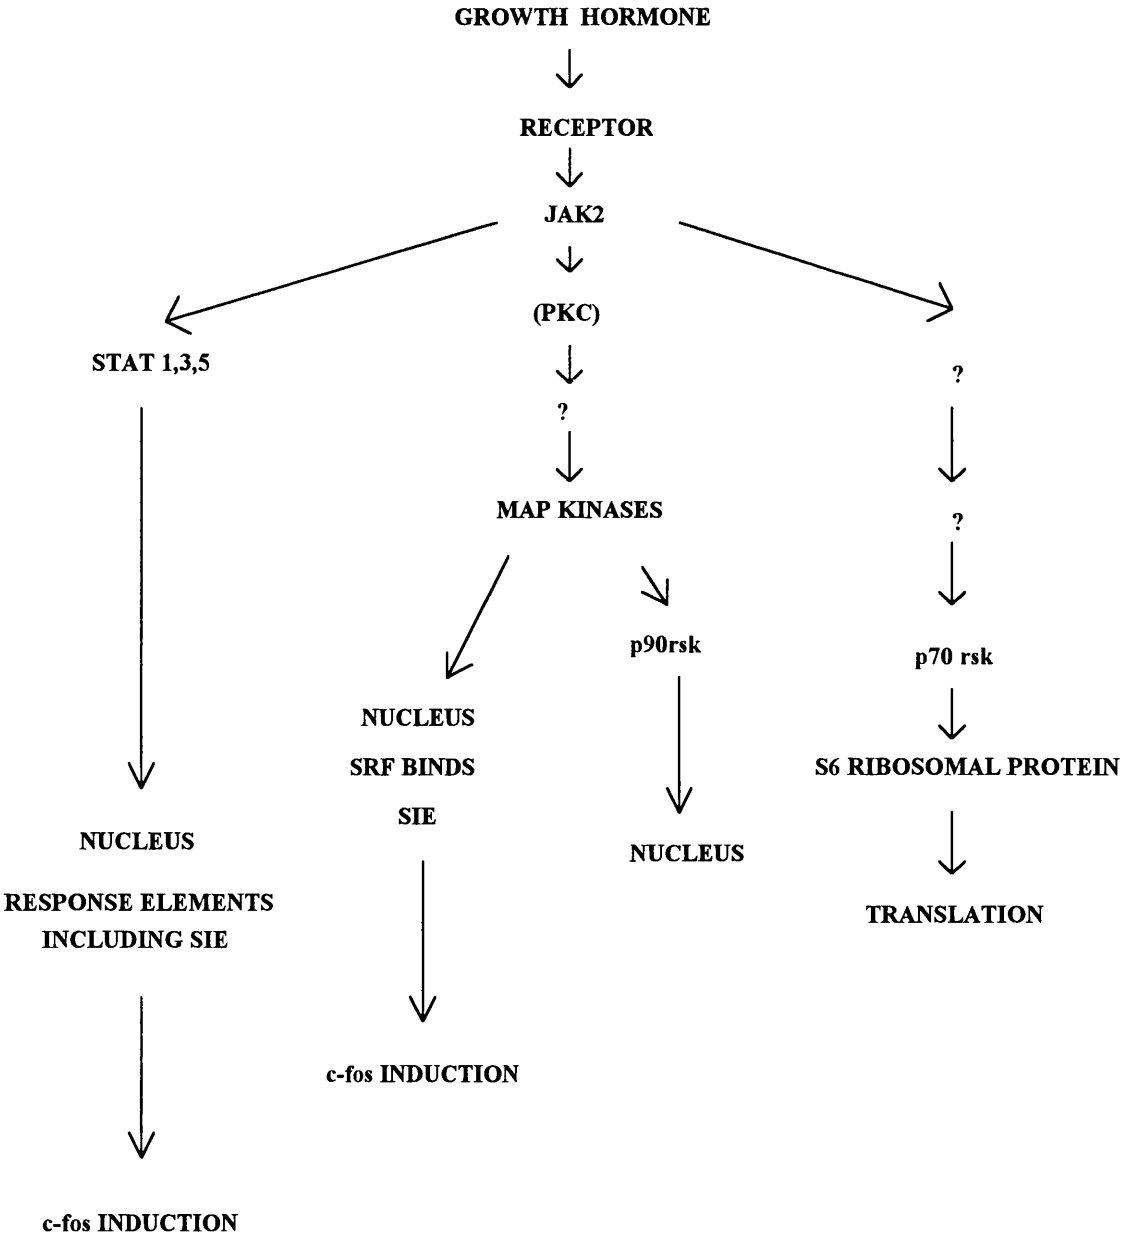 GROWTH HORMONE
RECEPTOR
JAK2
(PKC)
STAT 1,3,5
?
?
MAP KINASES
?
p90rsk
p70 rsk
NUCLEUS
SRF BINDS
S6 RIBOSOMAL PROTEIN
SIE
NUCLEUS
NUCLEUS
RESPONSE ELEMENTS
INCLUDING SIE
TRANSLATION
c-fos INDUCTION
c-fos INDUCTION